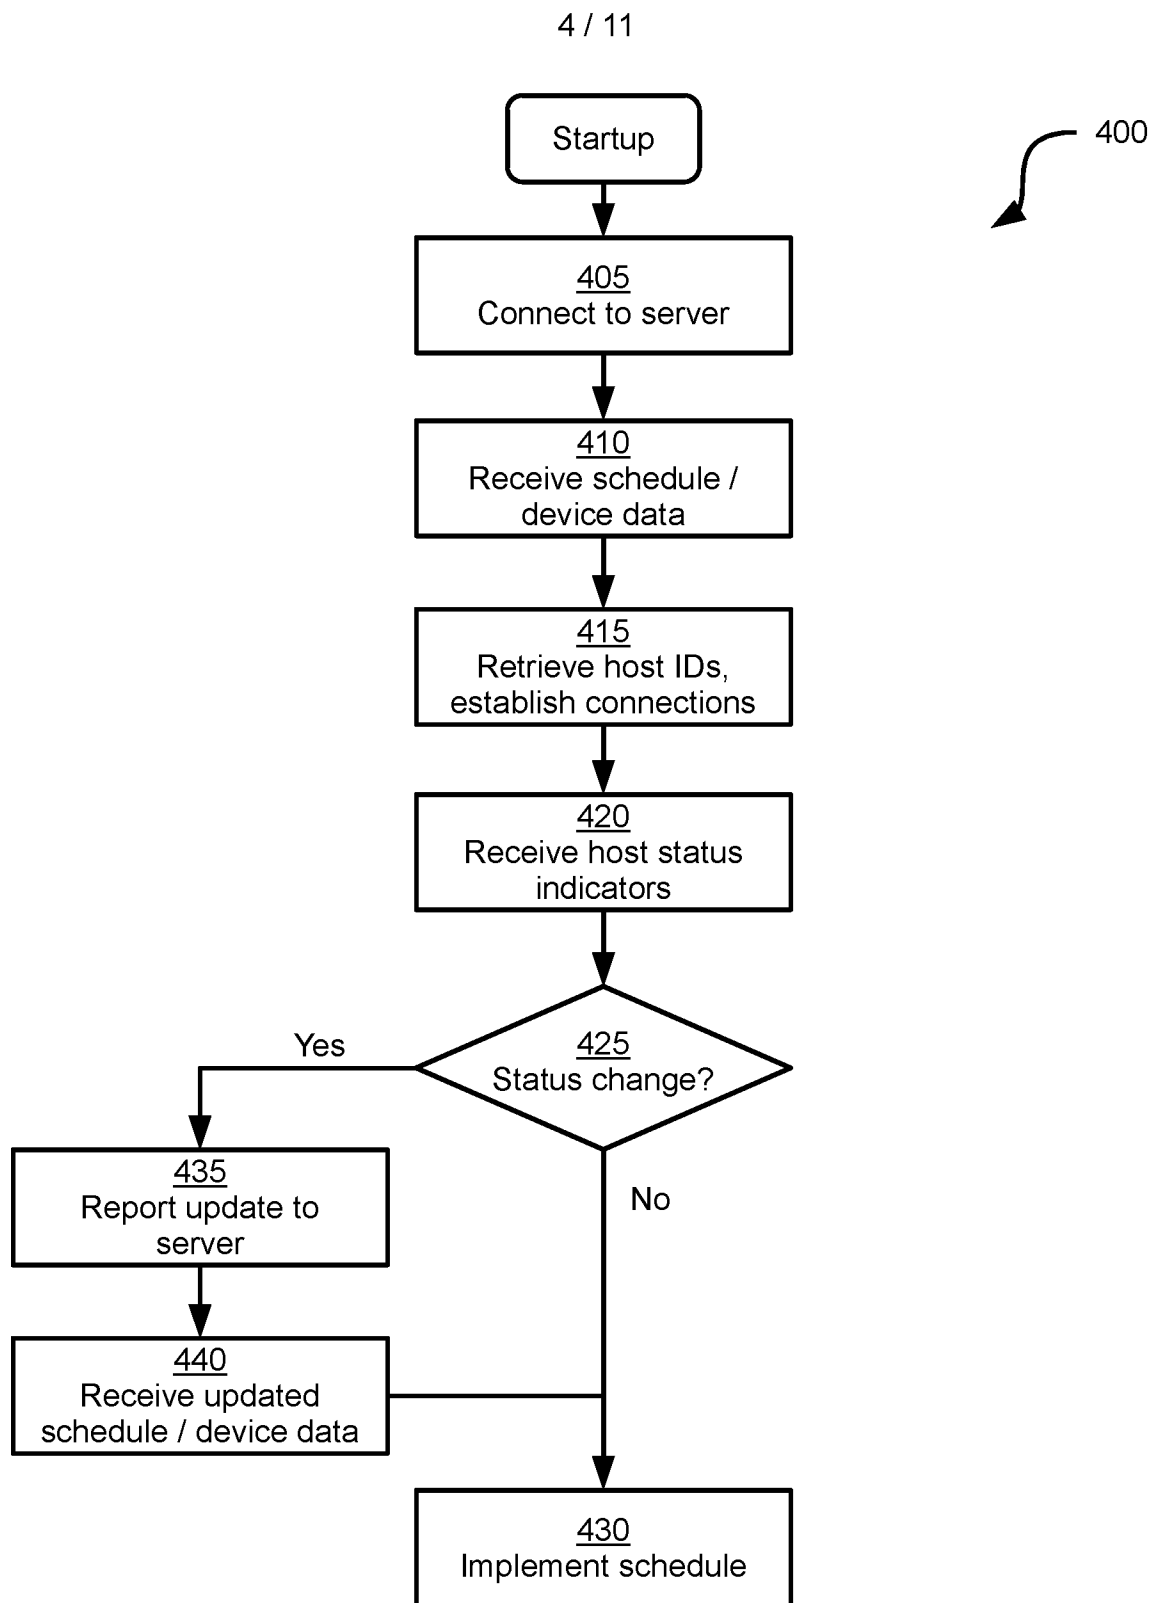 4 / 11
Startup
400
405
Connect to server
410
Receive schedule /
device data
415
Retrieve host IDs,
establish connections
420
Receive host status
indicators
425
Status change?
Yes
No
435
Report update to
server
440
Receive updated
schedule / device data
430
Implement schedule